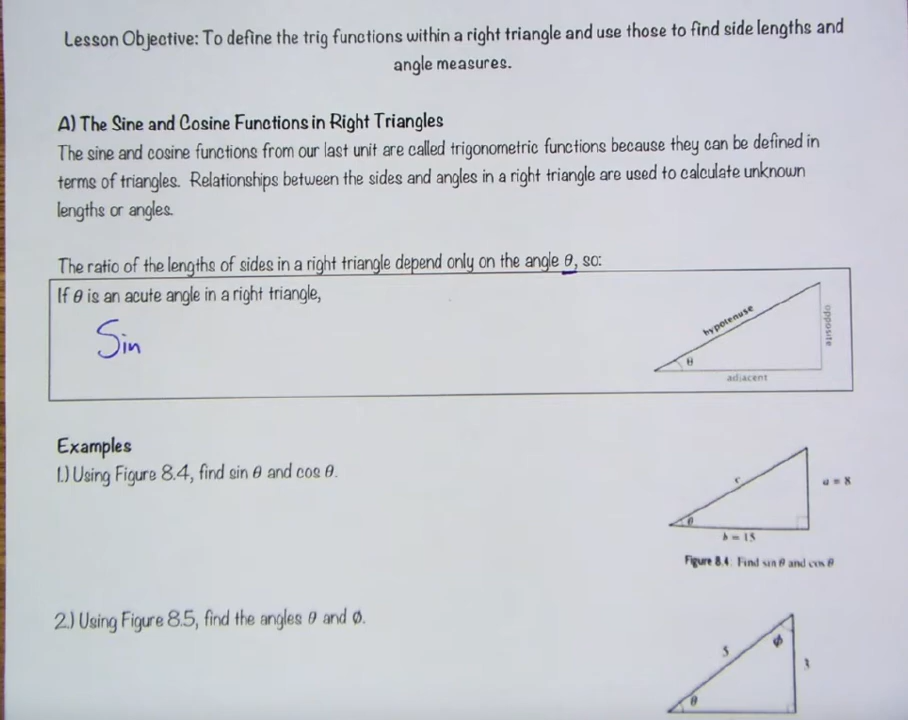 Lesson Objective: To define the trig functions within a right triangle and use those to find side lengths and
angle measures.
A) The Sine and Cosine Functions in Right Triangles
The sine and cosine functions from our last unit are called trigonometric functions because they can be defined in
terms of triangles. Relationships between the sides and angles in a right triangle are used to calculate unknown
lengths or angles.
The ratio of the lengths of sides in a right triangle depend only on the angle θ, so:
If θ is an acute angle in a right triangle,
Sin
hypotenuse
opposite
θ
adjacent
Examples
1.) Using Figure 8.4, find sin θ and cos θ.
c
a = 8
θ
b = 15
Figure 8.4. Find sin θ and cos θ
2.) Using Figure 8.5, find the angles θ and ϕ.
ϕ
5
3
θ